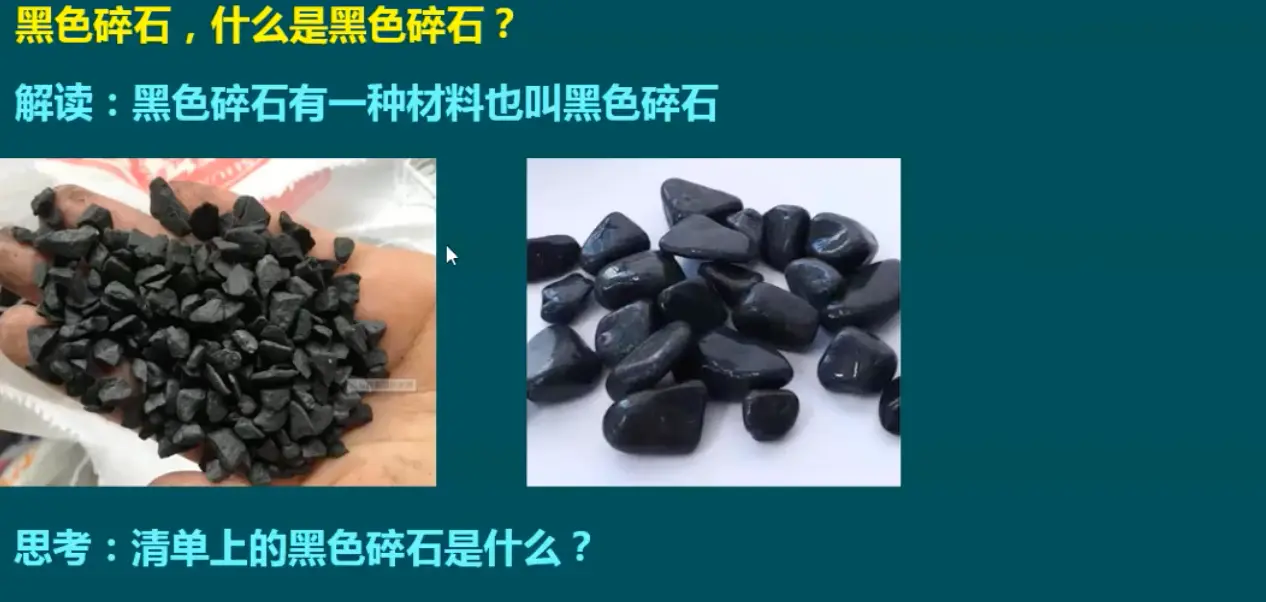 黑色碎石，什么是黑色碎石？
解读：黑色碎石有一种材料也叫黑色碎石
思考：清单上的黑色碎石是什么？